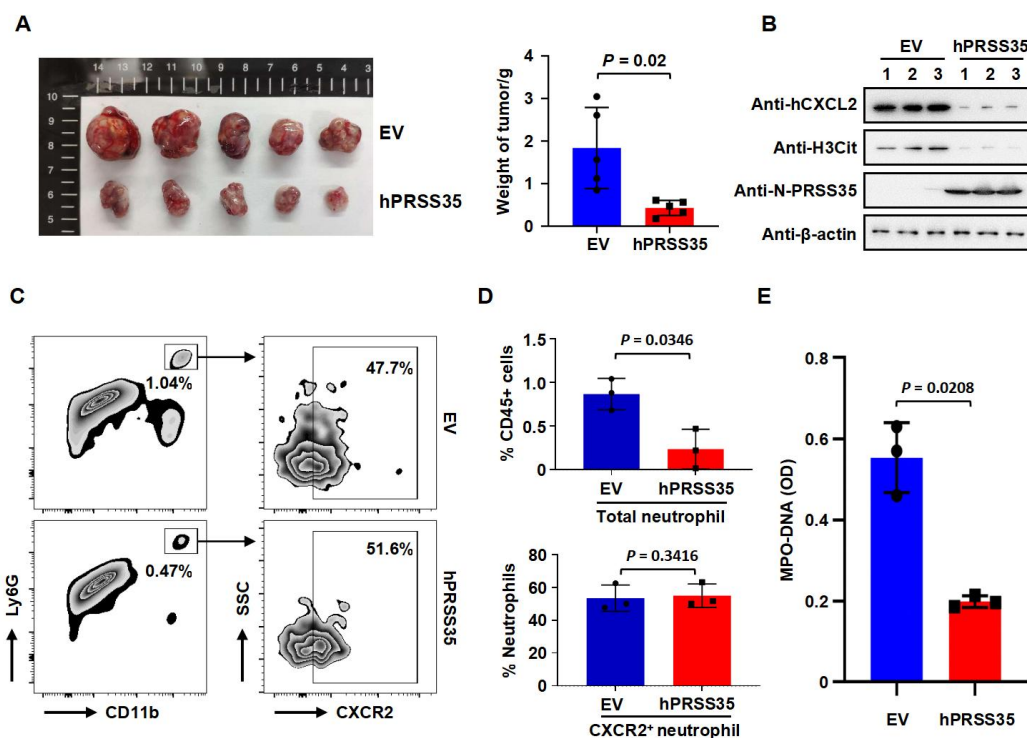 A
14 13 12 11 10 9 8 7 6 5 4 3
10
9
8
7
6
5
EV
hPRSS35
Weight of tumor/g
4
3
2
1
0
P = 0.02
EV hPRSS35
B
EV hPRSS35
1 2 3 1 2 3
Anti-hCXCL2
Anti-H3Cit
Anti-N-PRSS35
Anti-β-actin
C
1.04%
47.7%
EV
0.47%
51.6%
hPRSS35
Ly6G
SSC
CD11b
CXCR2
D
% CD45+ cells
1.5
1.0
0.5
0
P = 0.0346
EV hPRSS35
Total neutrophil
% Neutrophils
80
60
40
20
0
P = 0.3416
EV hPRSS35
CXCR2⁺ neutrophil
E
MPO-DNA (OD)
0.8
0.6
0.4
0.2
0
P = 0.0208
EV hPRSS35